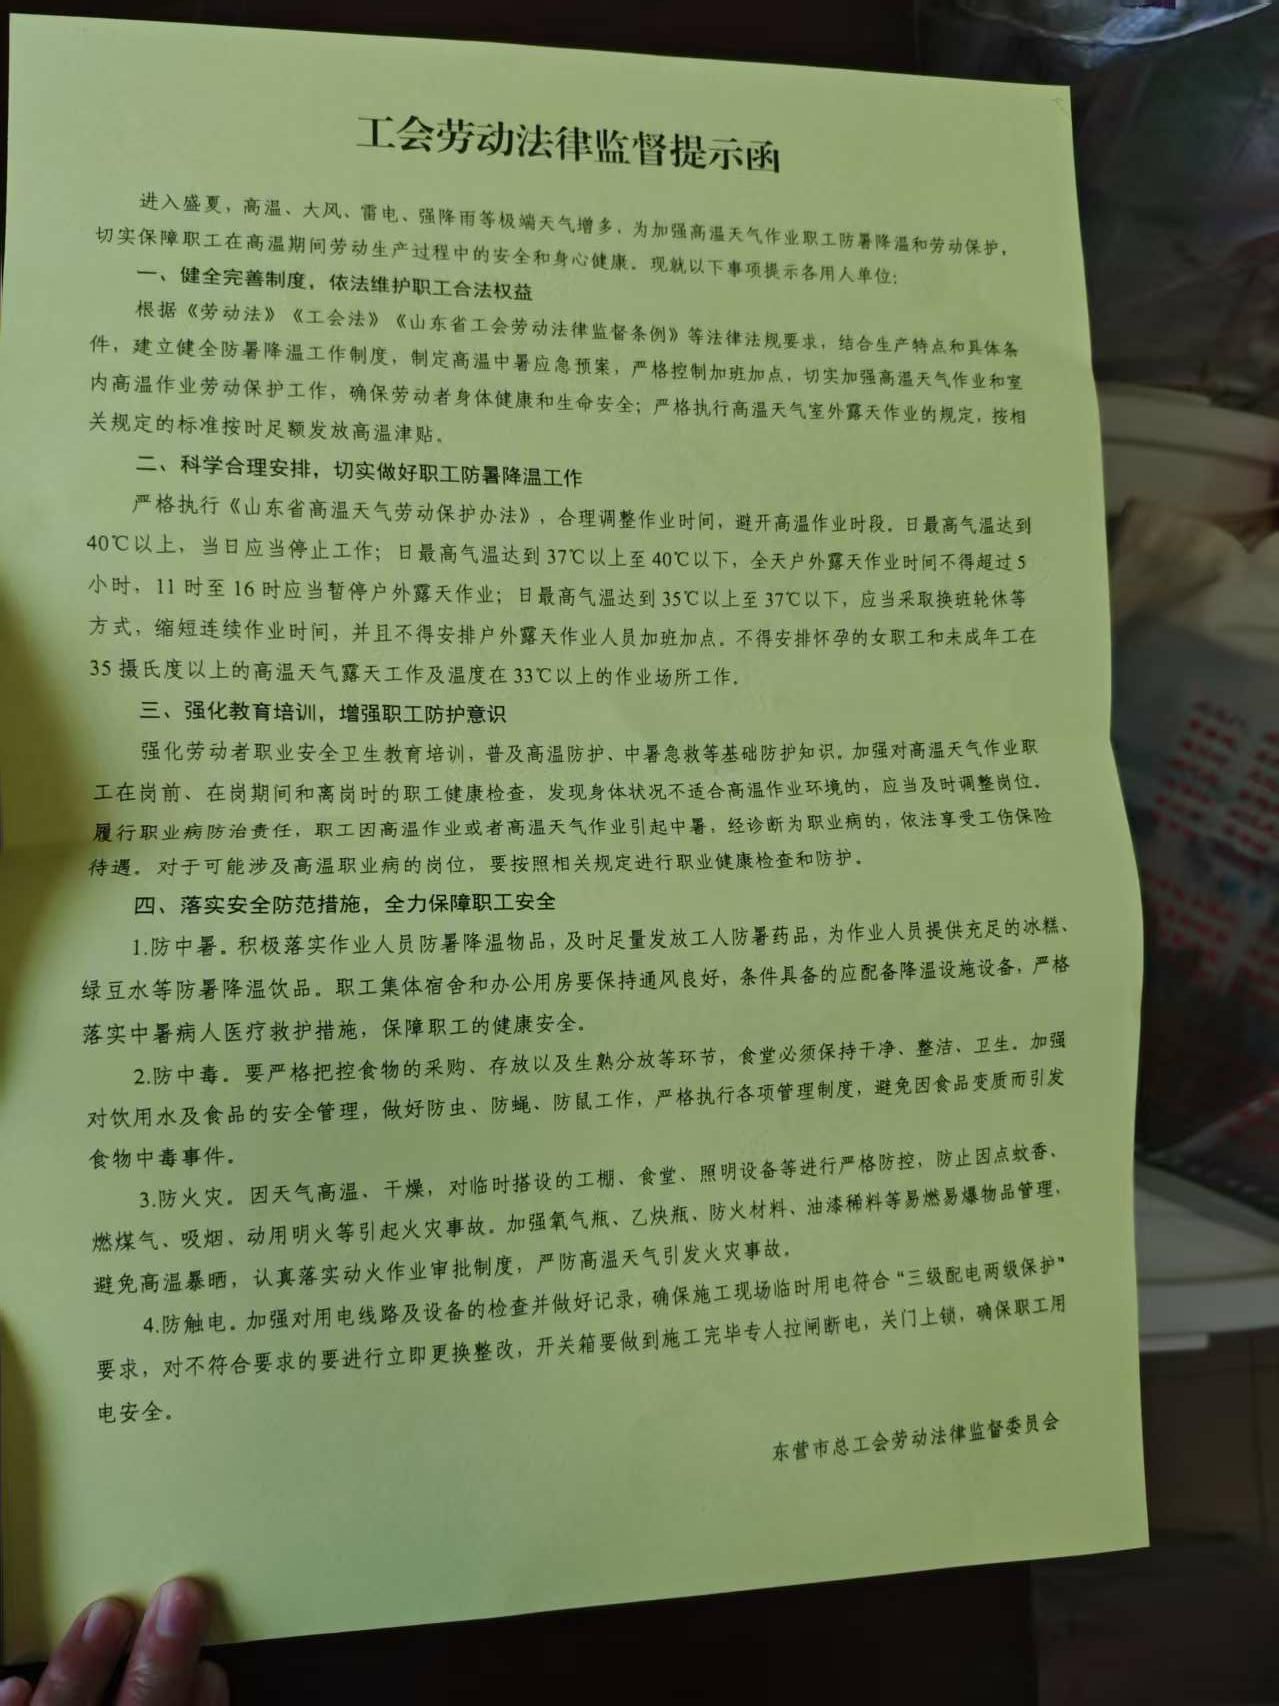 工会劳动法律监督提示函
进入盛夏，高温、大风、雷电、强降雨等极端天气增多，为加强高温天气作业职工防暑降温和劳动保护，
切实保障职工在高温期间劳动生产过程中的安全和身心健康。现就以下事项提示各用人单位：
一、健全完善制度，依法维护职工合法权益
根据《劳动法》《工会法》《山东省工会劳动法律监督条例》等法律法规要求，结合生产特点和具体条
件，建立健全防暑降温工作制度，制定高温中暑应急预案，严格控制加班加点，切实加强高温天气作业和室
内高温作业劳动保护工作，确保劳动者身体健康和生命安全；严格执行高温天气室外露天作业的规定，按相
关规定的标准按时足额发放高温津贴。
二、科学合理安排，切实做好职工防暑降温工作
严格执行《山东省高温天气劳动保护办法》，合理调整作业时间，避开高温作业时段。日最高气温达到
40℃以上，当日应当停止工作；日最高气温达到37℃以上至40℃以下，全天户外露天作业时间不得超过5
小时，11时至16时应当暂停户外露天作业；日最高气温达到35℃以上至37℃以下，应当采取换班轮休等
方式，缩短连续作业时间，并且不得安排户外露天作业人员加班加点。不得安排怀孕的女职工和未成年工在
35摄氏度以上的高温天气露天工作及温度在33℃以上的作业场所工作。
三、强化教育培训，增强职工防护意识
强化劳动者职业安全卫生教育培训，普及高温防护、中暑急救等基础防护知识。加强对高温天气作业职
工在岗前、在岗期间和离岗时的职工健康检查，发现身体状况不适合高温作业环境的，应当及时调整岗位。
履行职业病防治责任，职工因高温作业或者高温天气作业引起中暑，经诊断为职业病的，依法享受工伤保险
待遇。对于可能涉及高温职业病的岗位，要按照相关规定进行职业健康检查和防护。
四、落实安全防范措施，全力保障职工安全
1.防中暑。积极落实作业人员防暑降温物品，及时足量发放工人防暑药品，为作业人员提供充足的冰糕、
绿豆水等防暑降温饮品。职工集体宿舍和办公用房要保持通风良好，条件具备的应配备降温设施设备，严格
落实中暑病人医疗救护措施，保障职工的健康安全。
2.防中毒。要严格把控食物的采购、存放以及生熟分放等环节，食堂必须保持干净、整洁、卫生。加强
对饮用水及食品的安全管理，做好防虫、防蝇、防鼠工作，严格执行各项管理制度，避免因食品变质而引发
食物中毒事件。
3.防火灾。因天气高温、干燥，对临时搭设的工棚、食堂、照明设备等进行严格防控，防止因点蚊香、
燃煤气、吸烟、动用明火等引起火灾事故。加强氧气瓶、乙炔瓶、防火材料、油漆稀料等易燃易爆物品管理，
避免高温暴晒，认真落实动火作业审批制度，严防高温天气引发火灾事故。
4.防触电。加强对用电线路及设备的检查并做好记录，确保施工现场临时用电符合“三级配电两级保护”
要求，对不符合要求的要进行立即更换整改，开关箱要做到施工完毕专人拉闸断电，关门上锁，确保职工用
电安全。
东营市总工会劳动法律监督委员会